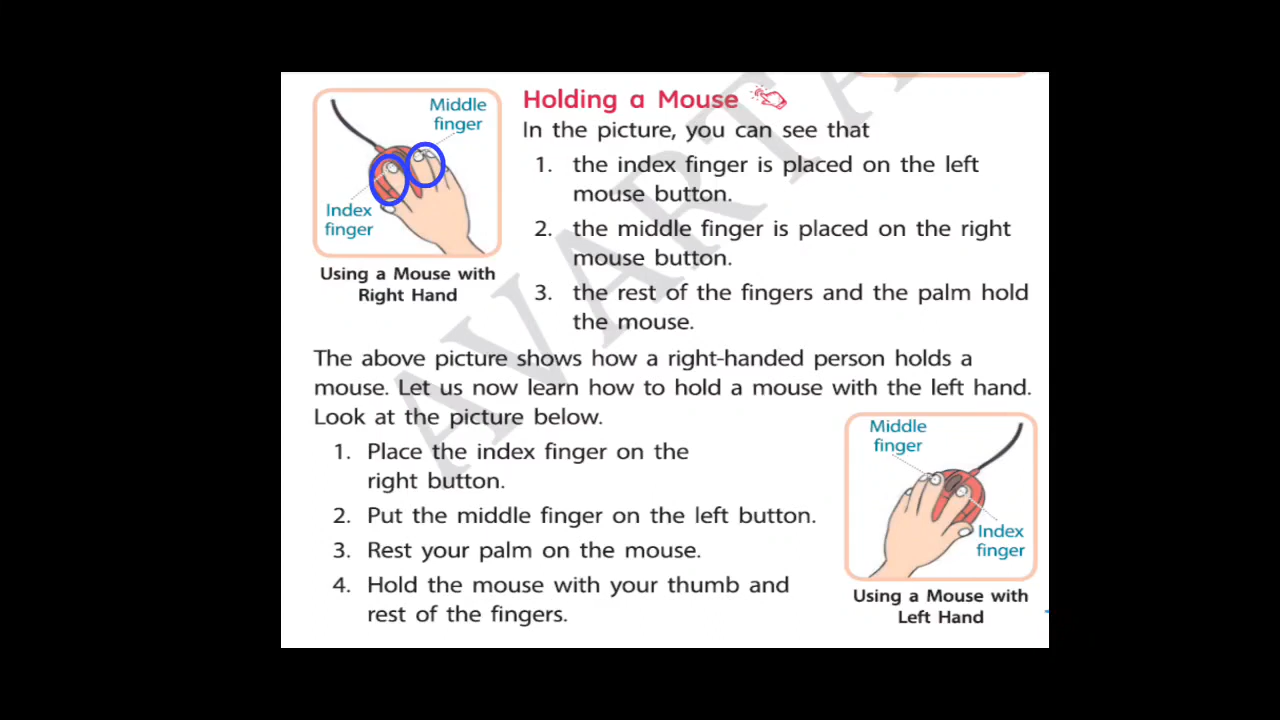 Middle
finger
Index
finger
Using a Mouse with
Right Hand
Holding a Mouse
In the picture, you can see that
1. the index finger is placed on the left
mouse button.
2. the middle finger is placed on the right
mouse button.
3. the rest of the fingers and the palm hold
the mouse.
The above picture shows how a right-handed person holds a
mouse. Let us now learn how to hold a mouse with the left hand.
Look at the picture below.
1. Place the index finger on the
right button.
2. Put the middle finger on the left button.
3. Rest your palm on the mouse.
4. Hold the mouse with your thumb and
rest of the fingers.
Middle
finger
Index
finger
Using a Mouse with
Left Hand
AVARTA